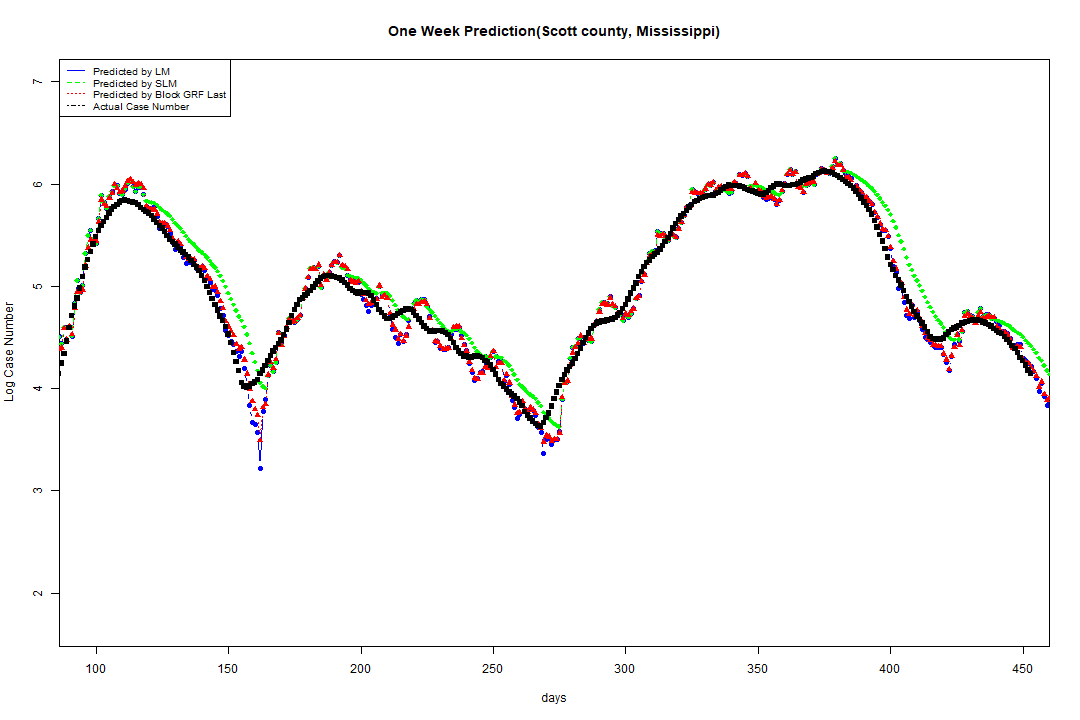 One Week Prediction(Scott county, Mississippi)
Predicted by LM
Predicted by SLM
Predicted by Block GRF Last
Actual Case Number
7
6
5
4
3
2
Log Case Number
100 150 200 250 300 350 400 450
days